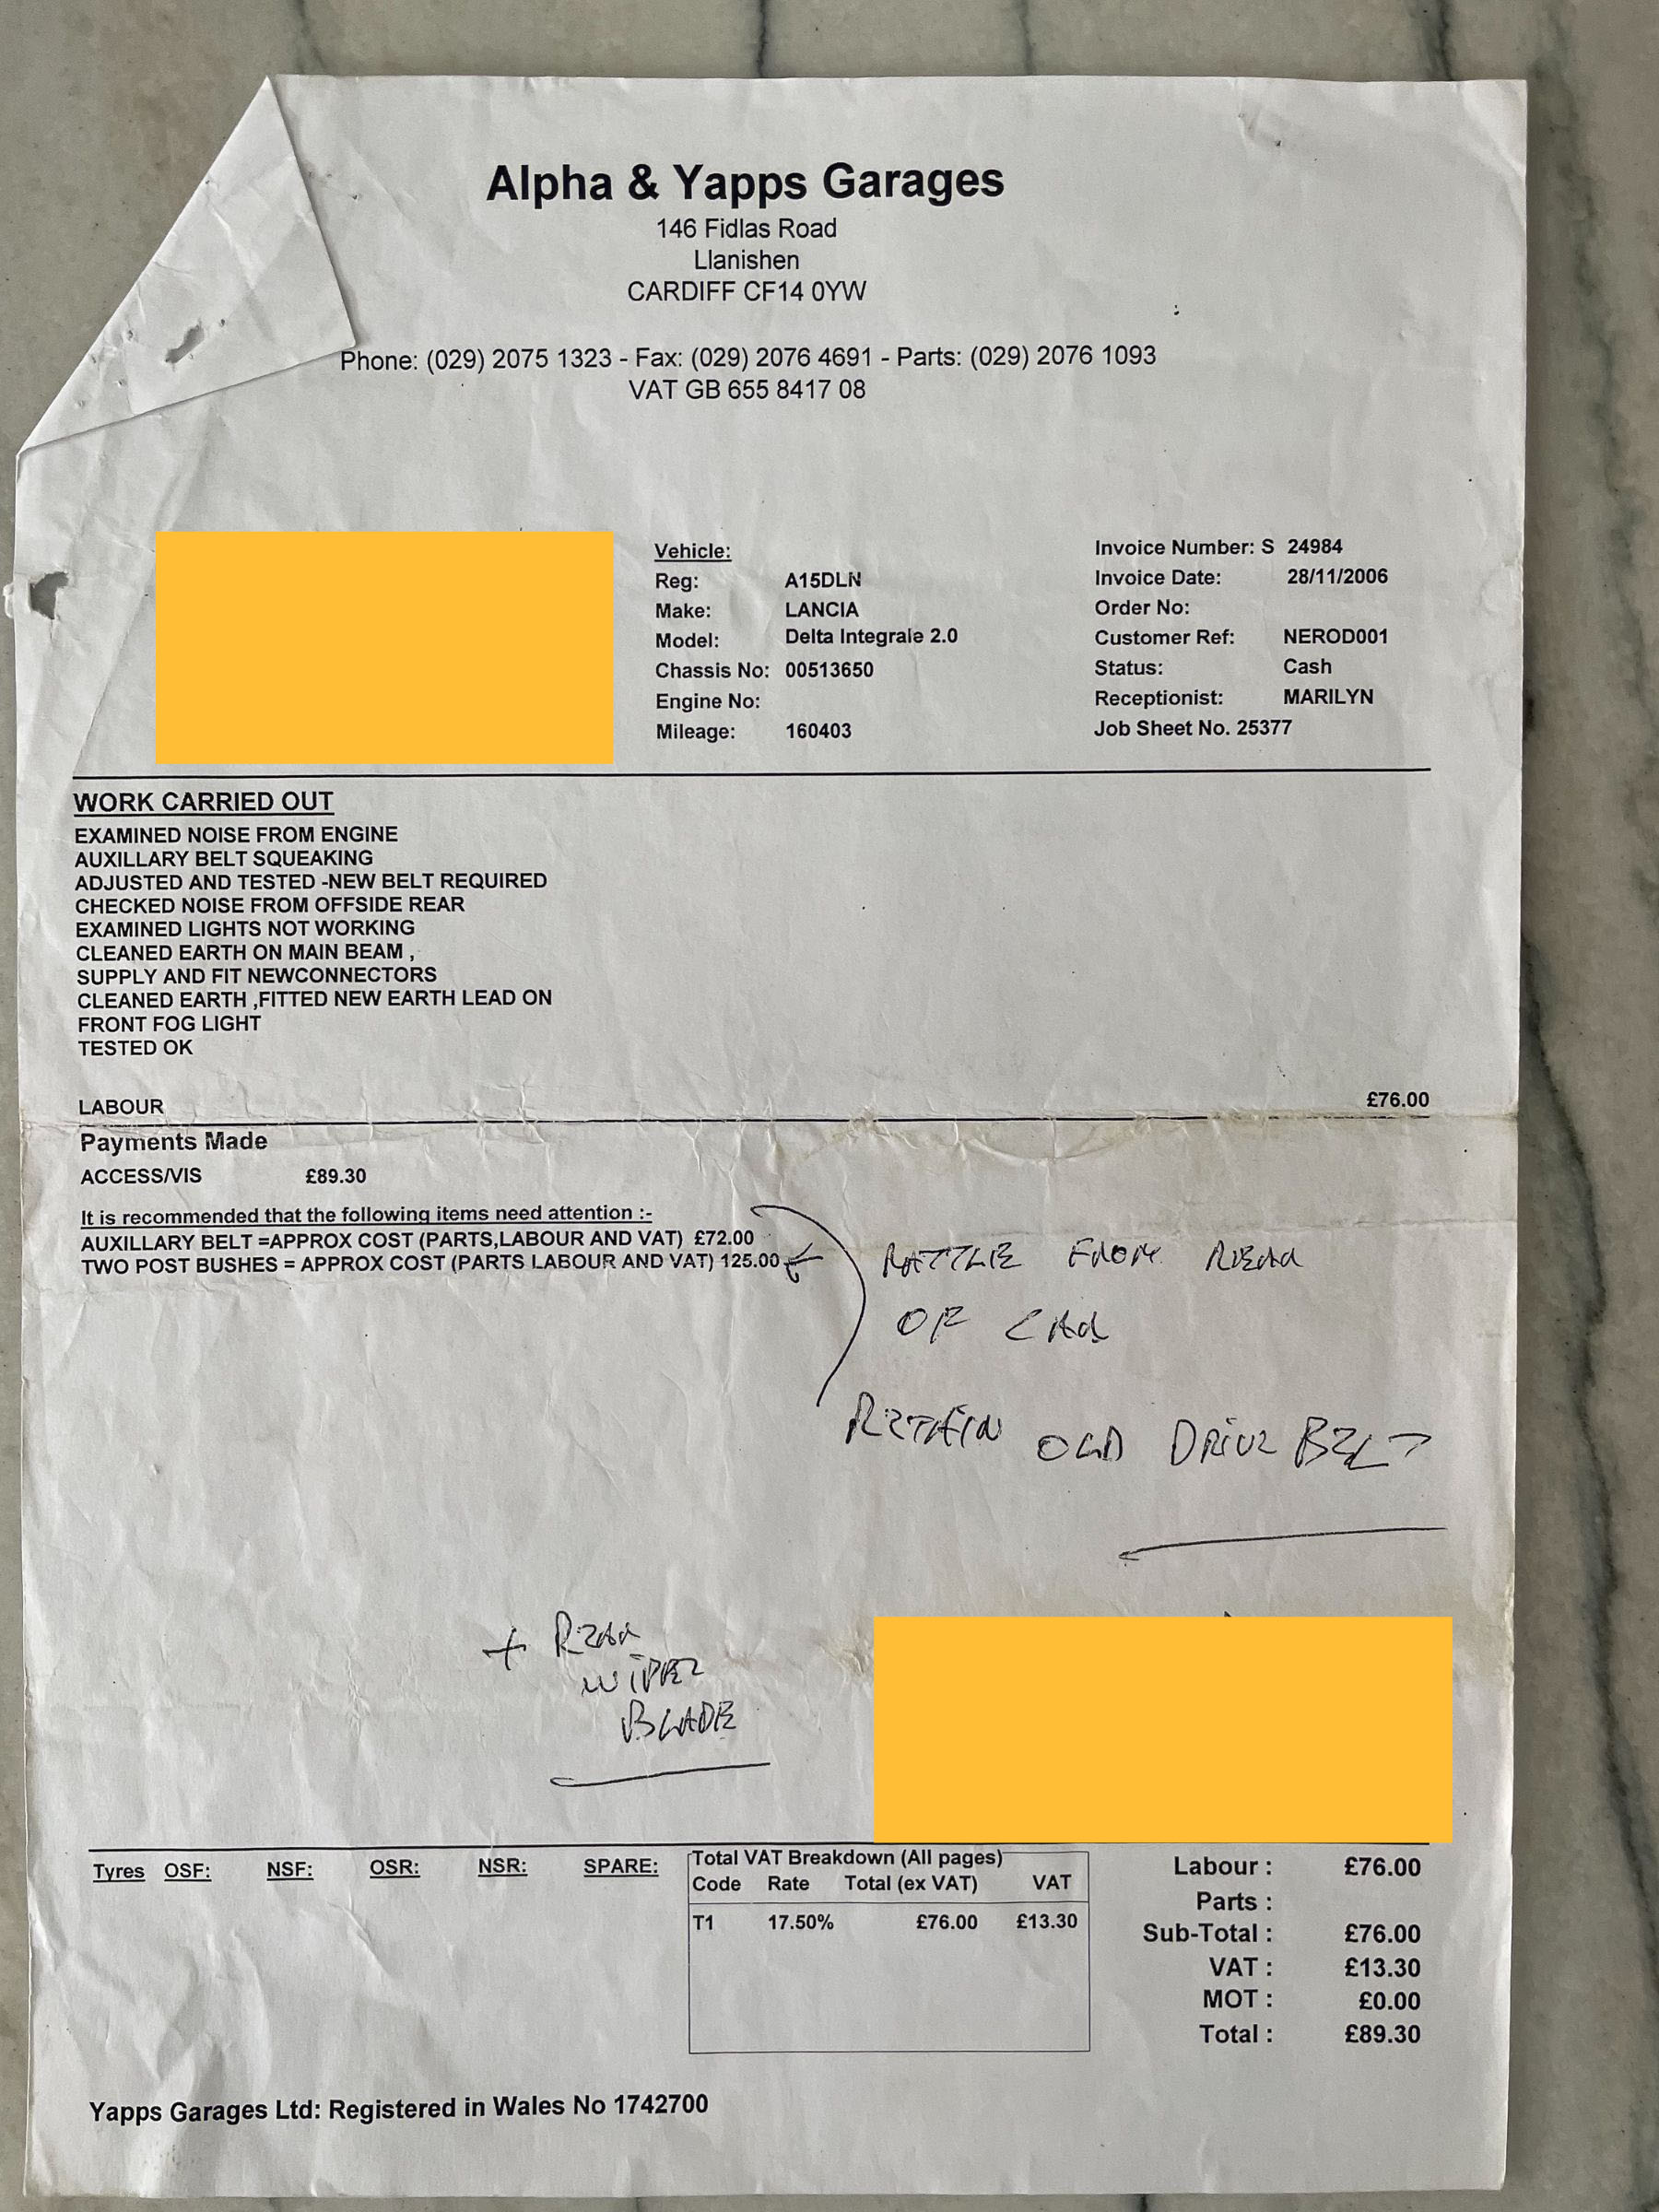 Alpha & Yapps Garages
146 Fidlas Road
Llanishen
CARDIFF CF14 0YW
Phone: (029) 2075 1323 - Fax: (029) 2076 4691 - Parts: (029) 2076 1093
VAT GB 655 8417 08
Vehicle:
Reg: A15DLN
Make: LANCIA
Model: Delta Integrale 2.0
Chassis No: 00513650
Engine No:
Mileage: 160403
Invoice Number: S 24984
Invoice Date: 28/11/2006
Order No:
Customer Ref: NEROD001
Status: Cash
Receptionist: MARILYN
Job Sheet No. 25377
WORK CARRIED OUT
EXAMINED NOISE FROM ENGINE
AUXILLARY BELT SQUEAKING
ADJUSTED AND TESTED -NEW BELT REQUIRED
CHECKED NOISE FROM OFFSIDE REAR
EXAMINED LIGHTS NOT WORKING
CLEANED EARTH ON MAIN BEAM ,
SUPPLY AND FIT NEWCONNECTORS
CLEANED EARTH ,FITTED NEW EARTH LEAD ON
FRONT FOG LIGHT
TESTED OK
LABOUR £76.00
Payments Made
ACCESS/VIS £89.30
It is recommended that the following items need attention :-
AUXILLARY BELT =APPROX COST (PARTS,LABOUR AND VAT) £72.00
TWO POST BUSHES = APPROX COST (PARTS LABOUR AND VAT) 125.00
RATTLE FROM REAR
OF CAR
RETAIN OLD DRIVE BELT
+ REAR
WIPER
BLADE
Tyres OSF: NSF: OSR: NSR: SPARE:
Total VAT Breakdown (All pages)
Code Rate Total (ex VAT) VAT
T1 17.50% £76.00 £13.30
Labour : £76.00
Parts :
Sub-Total : £76.00
VAT : £13.30
MOT : £0.00
Total : £89.30
Yapps Garages Ltd: Registered in Wales No 1742700